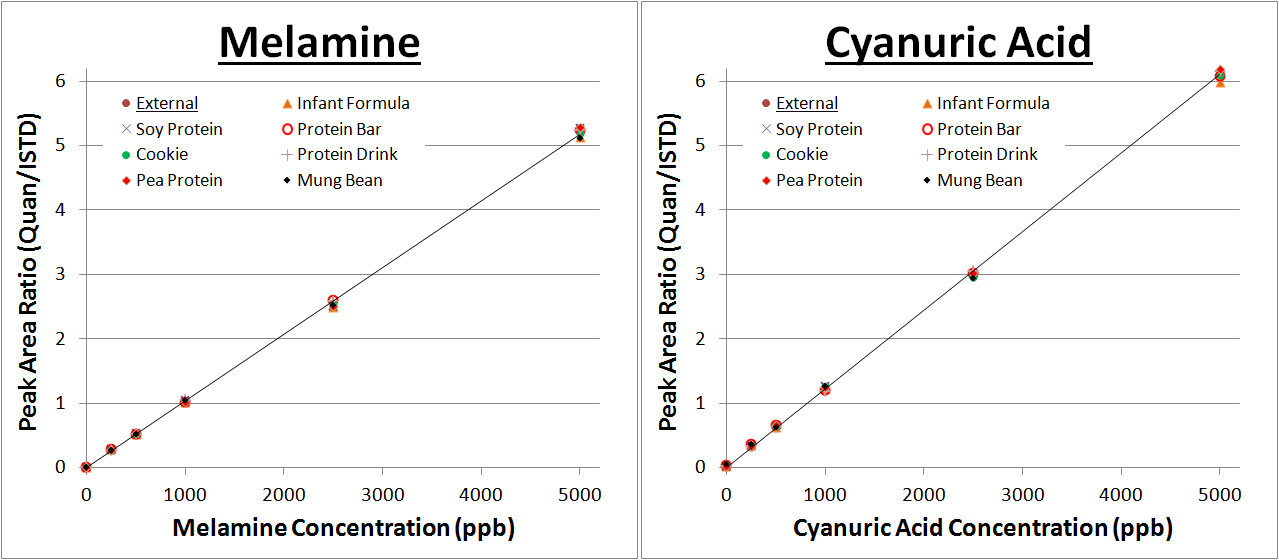 Melamine
Peak Area Ratio (Quan/ISTD)
6
5
4
3
2
1
0
External
Infant Formula
Soy Protein
Protein Bar
Cookie
Protein Drink
Pea Protein
Mung Bean
0 1000 2000 3000 4000 5000
Melamine Concentration (ppb)
Cyanuric Acid
Peak Area Ratio (Quan/ISTD)
6
5
4
3
2
1
0
External
Infant Formula
Soy Protein
Protein Bar
Cookie
Protein Drink
Pea Protein
Mung Bean
0 1000 2000 3000 4000 5000
Cyanuric Acid Concentration (ppb)